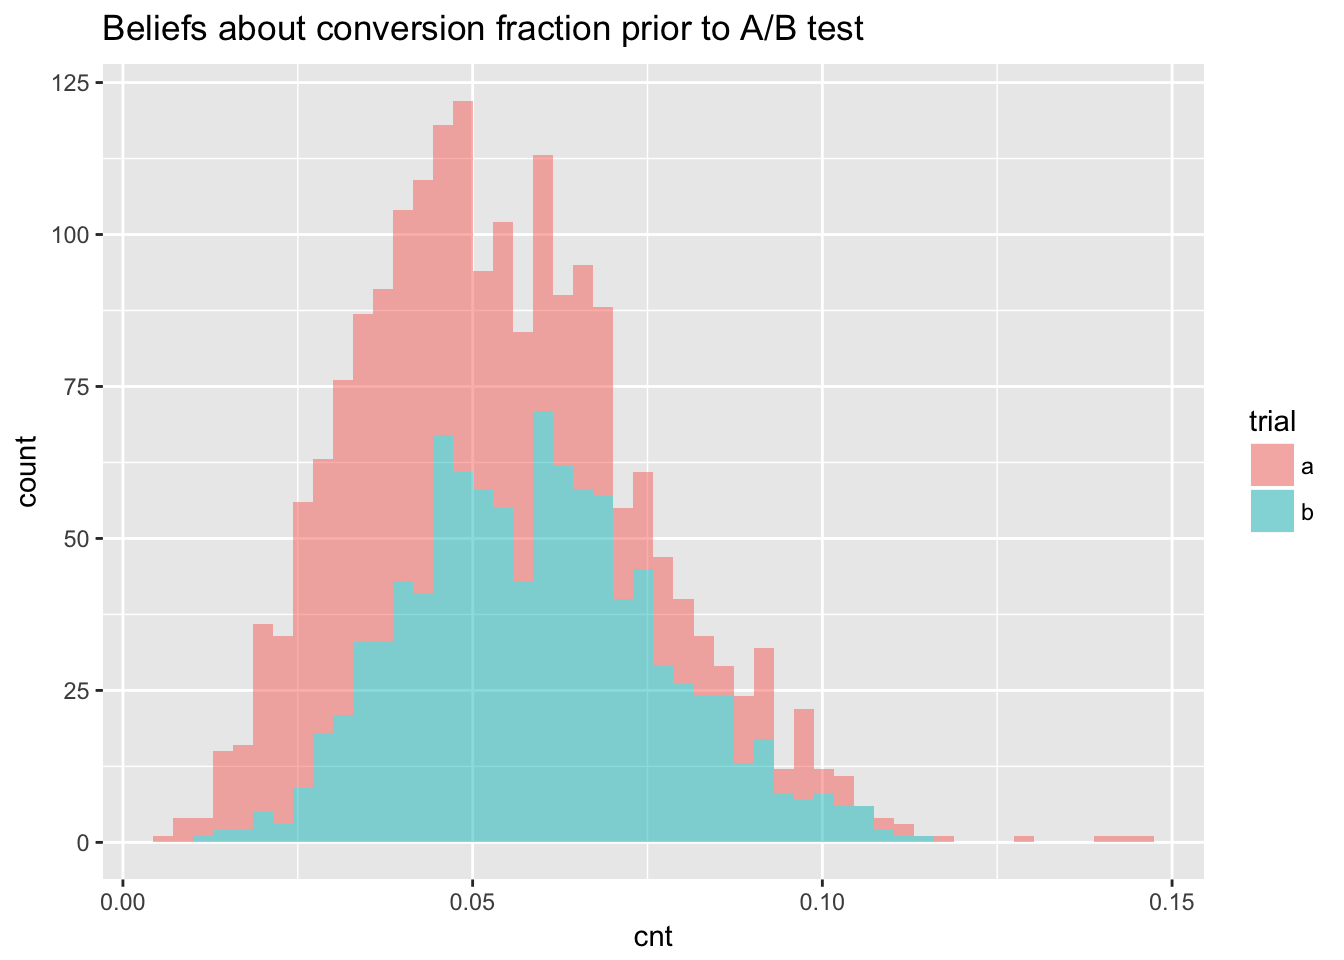 Beliefs about conversion fraction prior to A/B test
125
100
75
50
25
0
count
0.00 0.05 0.10 0.15
cnt
trial
a
b